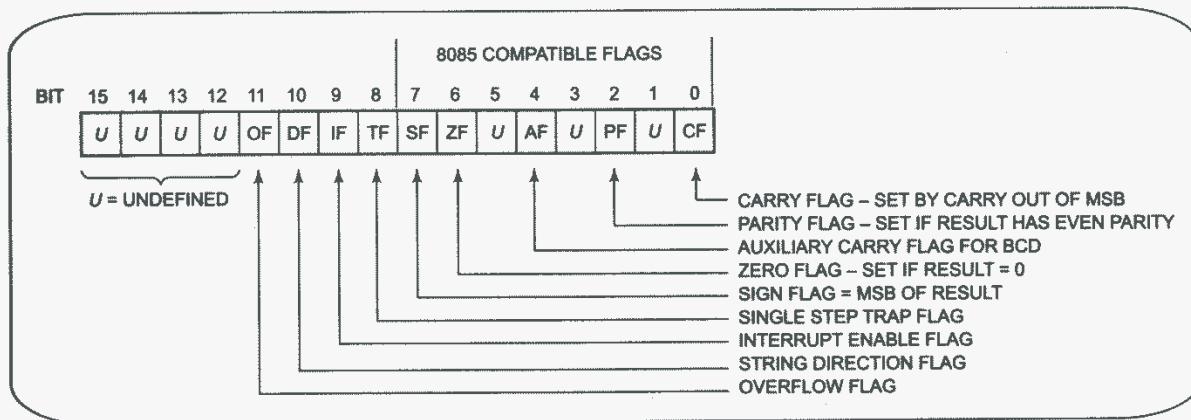 8085 COMPATIBLE FLAGS
BIT 15 14 13 12 11 10 9 8 7 6 5 4 3 2 1 0
U U U U OF DF IF TF SF ZF U AF U PF U CF
U = UNDEFINED
CARRY FLAG – SET BY CARRY OUT OF MSB
PARITY FLAG – SET IF RESULT HAS EVEN PARITY
AUXILIARY CARRY FLAG FOR BCD
ZERO FLAG – SET IF RESULT = 0
SIGN FLAG = MSB OF RESULT
SINGLE STEP TRAP FLAG
INTERRUPT ENABLE FLAG
STRING DIRECTION FLAG
OVERFLOW FLAG